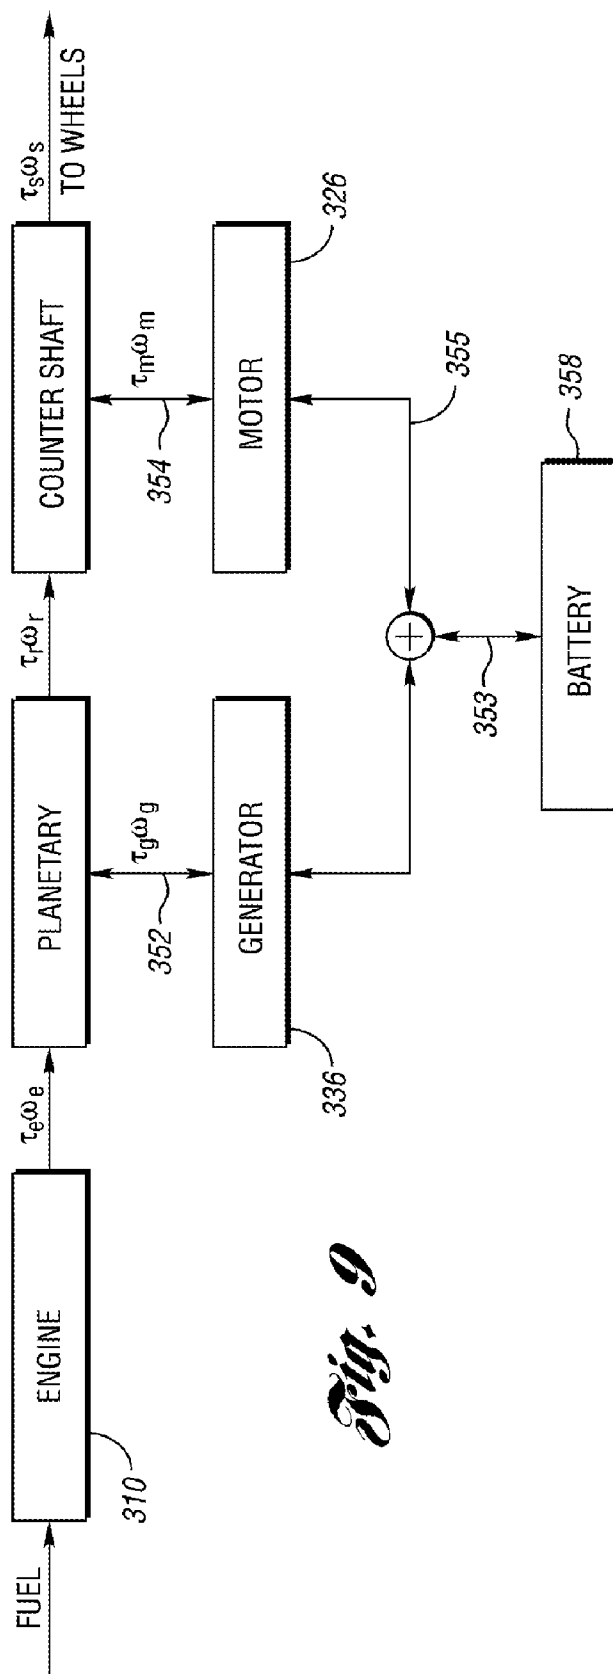 FUEL
ENGINE
310
τeωe
PLANETARY
τrωr
COUNTER SHAFT
τsωs
TO WHEELS
352
τgωg
354
τmωm
GENERATOR
336
MOTOR
326
355
353
BATTERY
358
Fig. 9